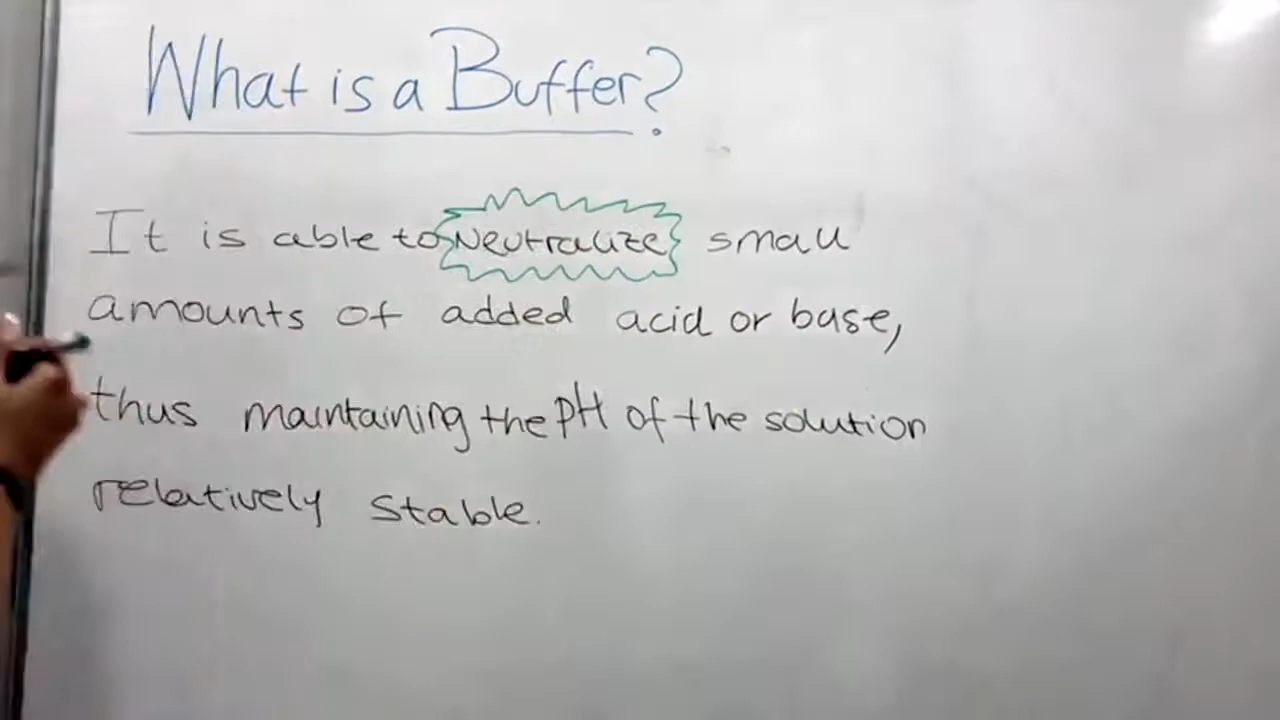 What is a Buffer?
It is able to Neutralize small
amounts of added acid or base,
thus maintaining the pH of the solution
relatively stable.